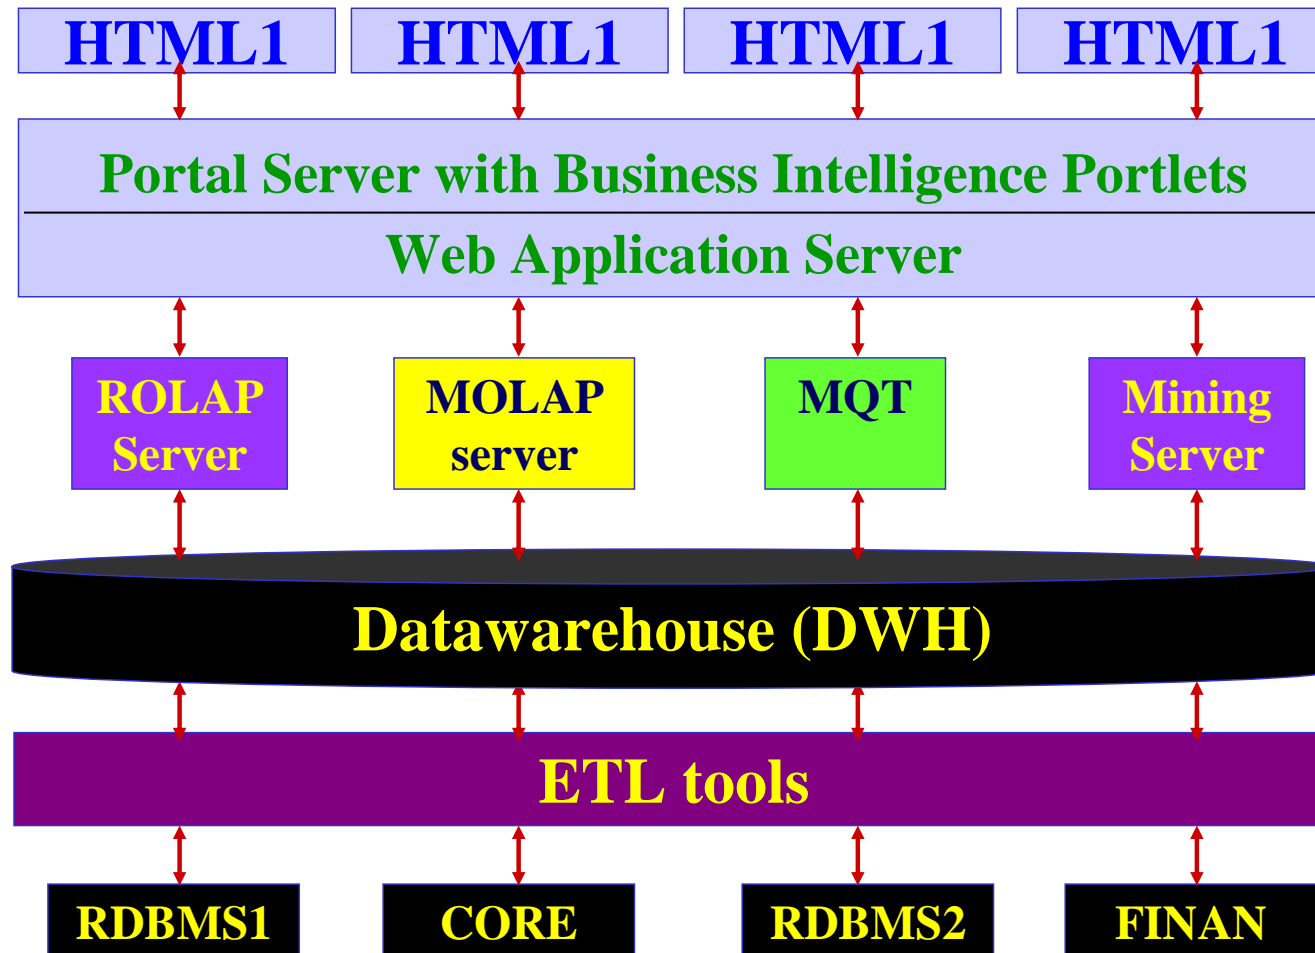 HTML1 HTML1 HTML1 HTML1
Portal Server with Business Intelligence Portlets
Web Application Server
ROLAP
Server
MOLAP
server
MQT
Mining
Server
Datawarehouse (DWH)
ETL tools
RDBMS1 CORE RDBMS2 FINAN